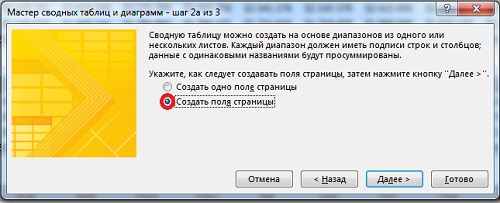 Мастер сводных таблиц и диаграмм - шаг 2а из 3
Сводную таблицу можно создать на основе диапазонов из одного или
нескольких листов. Каждый диапазон должен иметь подписи строк и столбцов;
данные с одинаковыми названиями будут просуммированы.
Укажите, как следует создавать поля страницы, затем нажмите кнопку "Далее >".
Создать одно поле страницы
Создать поля страницы
Отмена
< Назад
Далее >
Готово